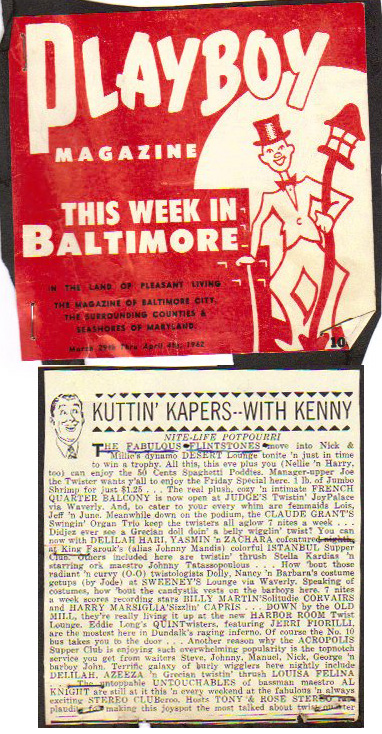 PLAYBOY
MAGAZINE
THIS WEEK IN
BALTIMORE
IN THE LAND OF PLEASANT LIVING
THE MAGAZINE OF BALTIMORE CITY,
THE SURROUNDING COUNTIES &
SEASHORES OF MARYLAND.
March 29th Thru April 4th, 1962
10¢
KUTTIN' KAPERS--WITH KENNY
NITE-LIFE POTPOURRI
THE FABULOUS FLINTSTONES move into Nick &
Millie's dynamo DESERT Lounge tonite 'n just in time
to win a trophy. All this, this eve plus you (Nellie 'n Harry,
too) can enjoy the 50 Cents Spaghetti Poddies. Manager-upper Joe
the Twister wants y'all to enjoy the Friday Special here. 1 lb. of Jumbo
Shrimp for just $1.25 . . . The real plush, cozy 'n intimate FRENCH
QUARTER BALCONY is now open at JUDGE'S Twistin' JoyPalace
via Waverly. And, to cater to your every whim are femmaids Lois,
Jeff 'n June. Meanwhile down on the podium, the CLAUDE GEANT'S
Swingin' Organ Trio keep the twisters all aglow 7 nites a week . . .
Didjez ever see a Grecian doll doin' a belly wiggin' twist? You can
now with DELILAH HARI, YASMIN 'n ZACHARA cofeatured nightly
at King Farouk's (alias Johnny Mandis) colorful ISTANBUL Supper
Club. Others included here are twistin' thrush Stella Kardas 'n
starring ork maestro Johnny Tatassopoulous . . . How 'bout those
radiant 'n curvy (O-O) twistologists Dolly, Nancy 'n Barbara's costume
getups (by Jode) at SWEENEY'S Lounge via Waverly. Speaking of
costumes, how 'bout the candystik vests on the barboys here. 7 nites
a week scores recording stars BILLY MARTIN'Solitude CORVAIRS
and HARRY MARSIGLIA'Sizzlin' CAPRIS . . . DOWN by the OLD
MILL, they're really living it up at the new HARBOR ROOM Twist
Lounge. Eddie Long's QUINTwisters, featuring JERRI FIORILLI,
are the mostest here in Dundalk's raging inferno. Of course the No. 10
bus takes you to the door . . . Another reason why the ACROPOLIS
Supper Club is enjoying such overwhelming popularity is the topnotch
service you get from waiters Steve, Johnny, Manuel, Nick, George 'n
barboy John. Terrific galaxy of burly wigglers here nightly include
DELILAH, AZEEZA 'n Grecian twistin' thrush LOUISA FELINA
. . . The untoppable UNTOUCHABLES of bassman maestro AL
KNIGHT are still at it this 'n every weekend at the fabulous 'n always
exciting STEREO CLUBeroo. Hosts TONY & ROSE STEREO rate
plaudits for making this joyspot the most talked about twist-quster